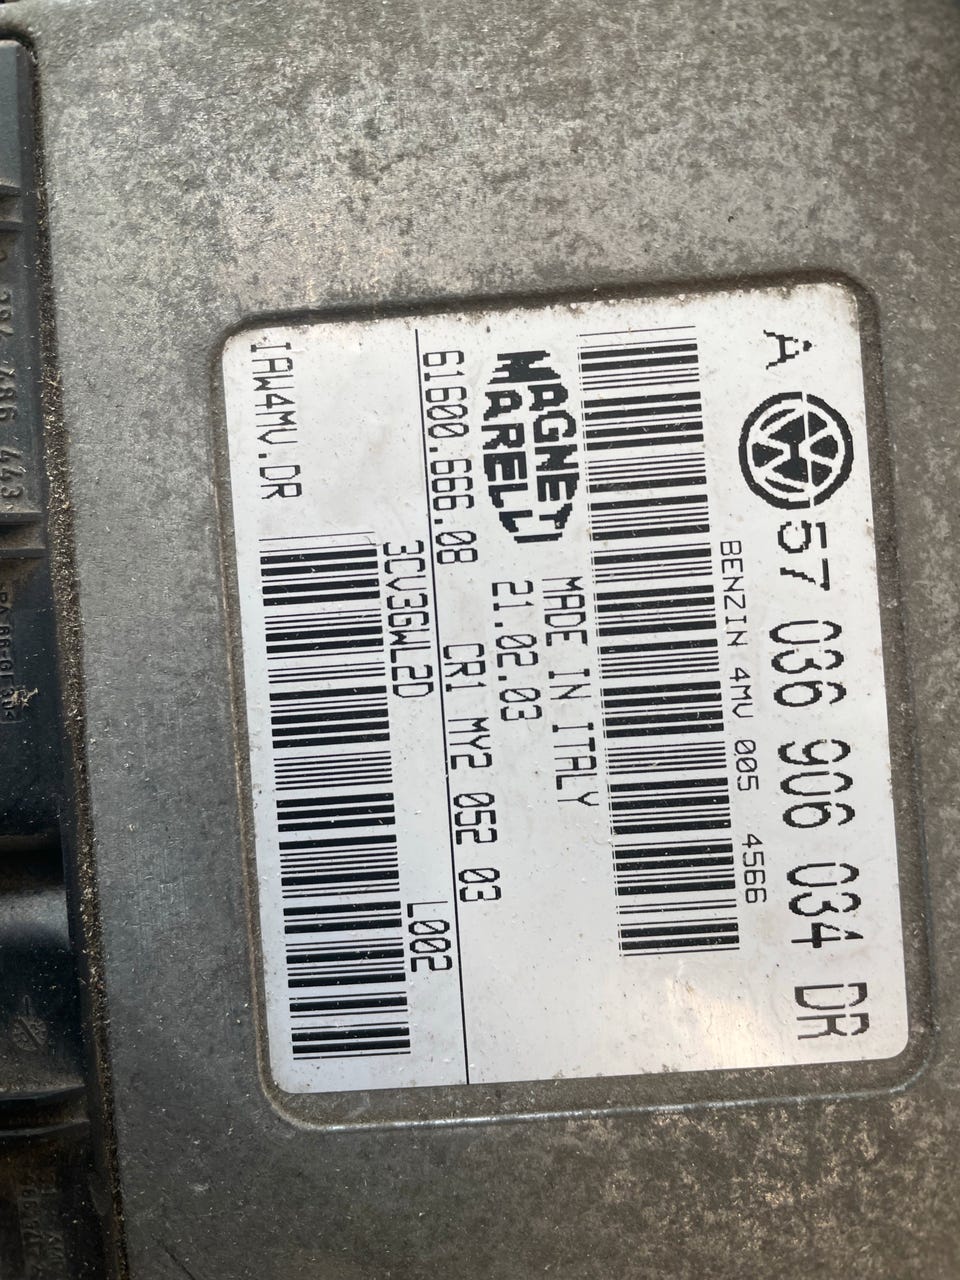 A 57 036 906 034 DR
BENZIN 4MV 005 4566
MAGNETI
MARELLI
MADE IN ITALY
21.02.03
61600.666.08 CR1 MY2 052 03
3CV3GWL2D L002
IAW4MV.DR